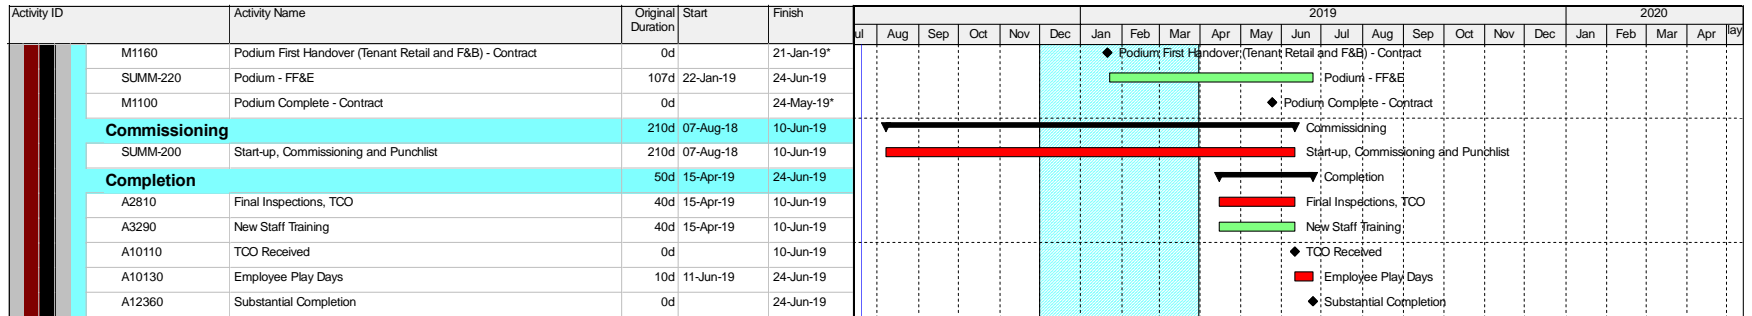 Activity ID Activity Name Original Duration Start Finish 2019 2020
ul Aug Sep Oct Nov Dec Jan Feb Mar Apr May Jun Jul Aug Sep Oct Nov Dec Jan Feb Mar Apr lay
M1160 Podium First Handover (Tenant Retail and F&B) - Contract 0d 21-Jan-19* Podium First Handover (Tenant Retail and F&B) - Contract
SUMM-220 Podium - FF&E 107d 22-Jan-19 24-Jun-19 Podium - FF&E
M1100 Podium Complete - Contract 0d 24-May-19* Podium Complete - Contract
Commissioning 210d 07-Aug-18 10-Jun-19 Commissioning
SUMM-200 Start-up, Commissioning and Punchlist 210d 07-Aug-18 10-Jun-19 Start-up, Commissioning and Punchlist
Completion 50d 15-Apr-19 24-Jun-19 Completion
A2810 Final Inspections, TCO 40d 15-Apr-19 10-Jun-19 Final Inspections, TCO
A3290 New Staff Training 40d 15-Apr-19 10-Jun-19 New Staff Training
A10110 TCO Received 0d 10-Jun-19 TCO Received
A10130 Employee Play Days 10d 11-Jun-19 24-Jun-19 Employee Play Days
A12360 Substantial Completion 0d 24-Jun-19 Substantial Completion